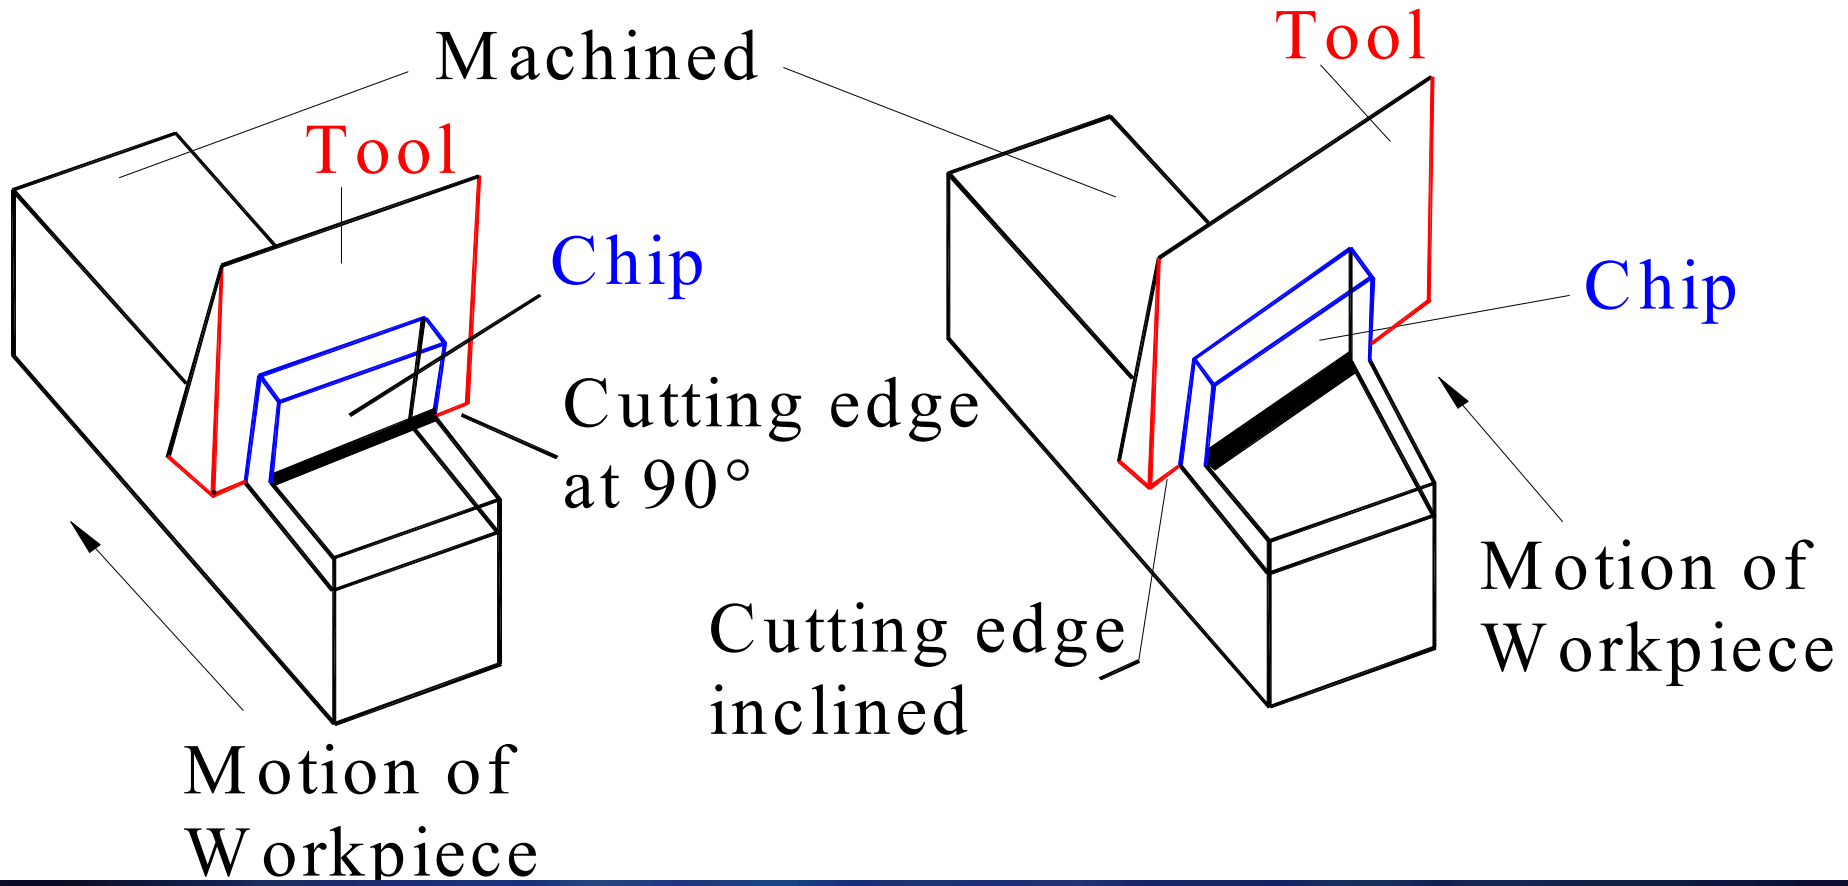 Machined
Tool
Chip
Cutting edge
at 90°
Motion of
Workpiece
Tool
Chip
Cutting edge
inclined
Motion of
Workpiece